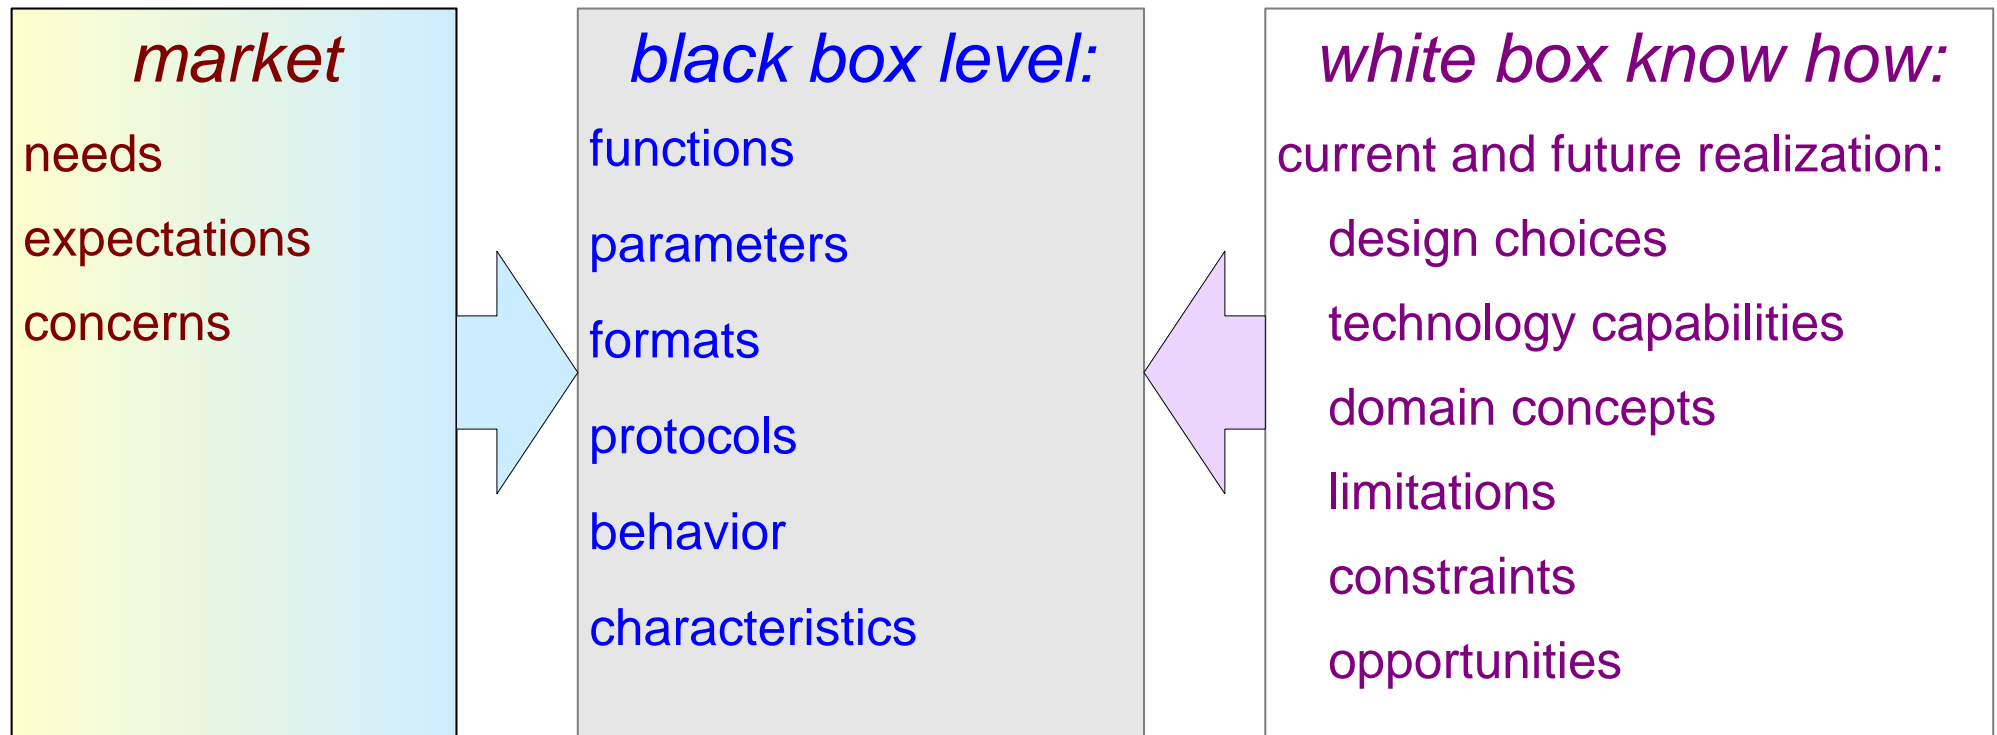 market
needs
expectations
concerns
black box level:
functions
parameters
formats
protocols
behavior
characteristics
white box know how:
current and future realization:
design choices
technology capabilities
domain concepts
limitations
constraints
opportunities